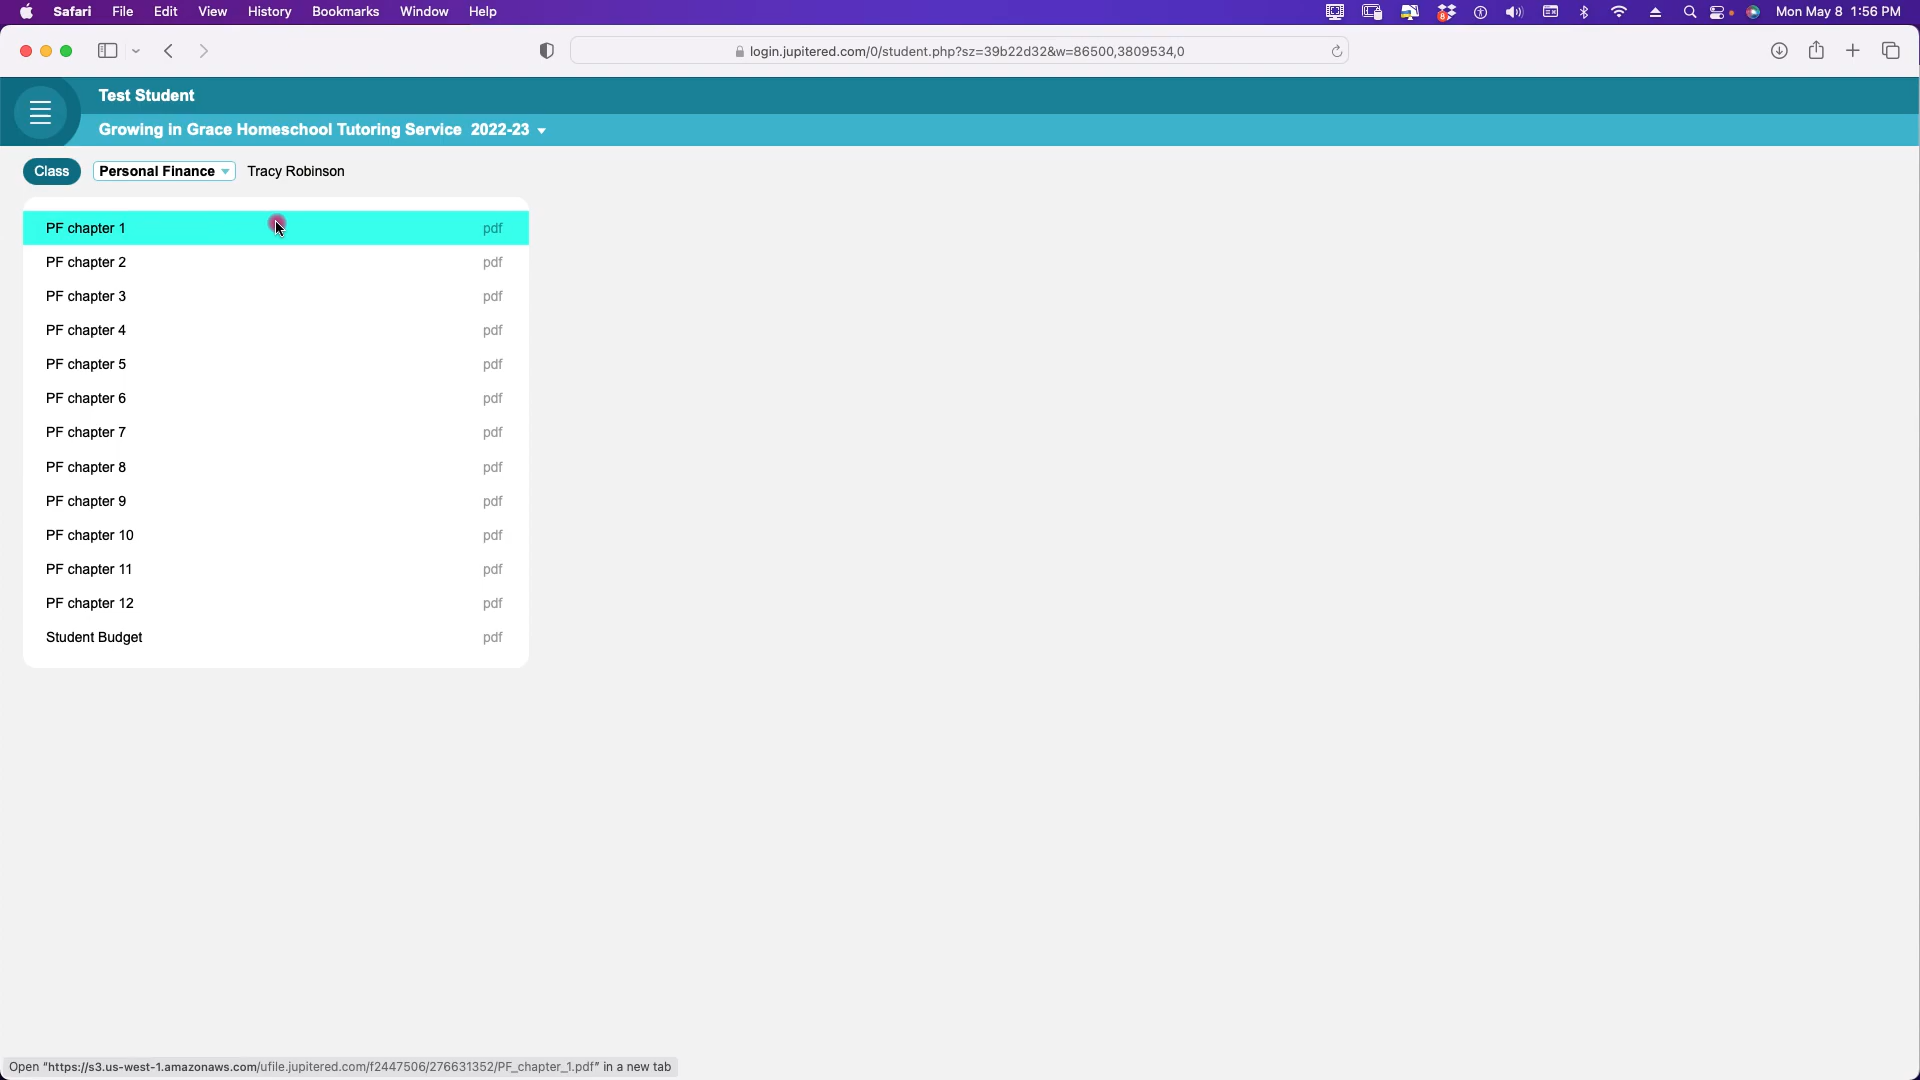 Safari File Edit View History Bookmarks Window Help 8 Mon May 8 1:56 PM
login.jupitered.com/0/student.php?sz=39b22d32&w=86500,3809534,0
Test Student
Growing in Grace Homeschool Tutoring Service 2022-23
Class Personal Finance Tracy Robinson
PF chapter 1 pdf
PF chapter 2 pdf
PF chapter 3 pdf
PF chapter 4 pdf
PF chapter 5 pdf
PF chapter 6 pdf
PF chapter 7 pdf
PF chapter 8 pdf
PF chapter 9 pdf
PF chapter 10 pdf
PF chapter 11 pdf
PF chapter 12 pdf
Student Budget pdf
Open "https://s3.us-west-1.amazonaws.com/ufile.jupitered.com/f2447506/276631352/PF_chapter_1.pdf" in a new tab